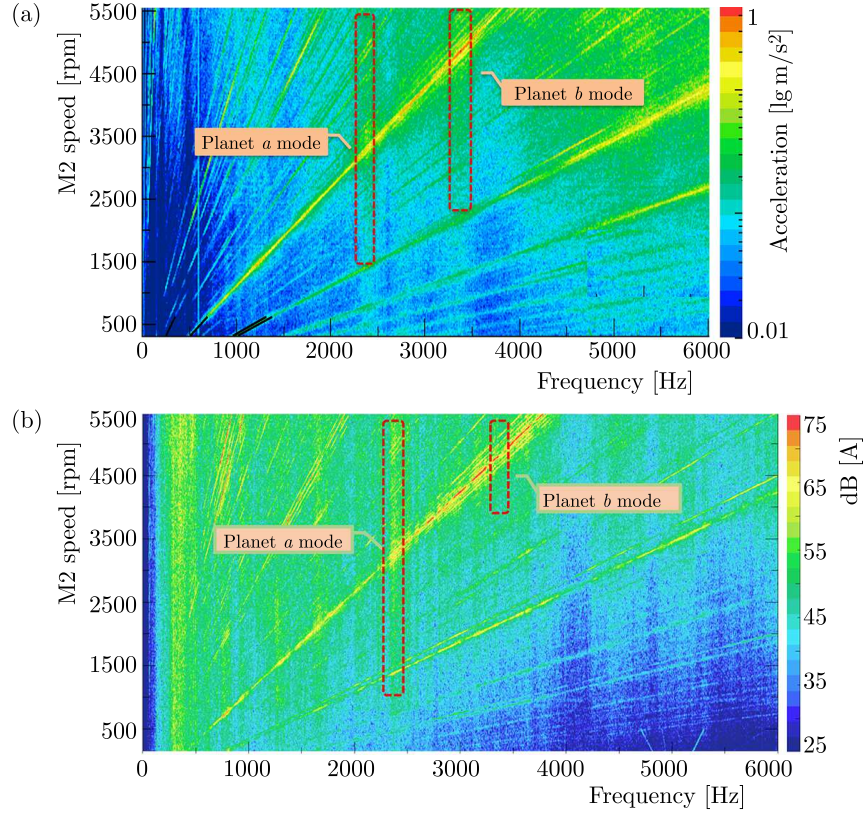 (a)
M2 speed [rpm]
5500
4500
3500
2500
1500
500
Planet a mode
Planet b mode
0
1000
2000
3000
4000
5000
6000
Frequency [Hz]
1
0.01
Acceleration [lg m/s²]
(b)
M2 speed [rpm]
5500
4500
3500
2500
1500
500
Planet a mode
Planet b mode
0
1000
2000
3000
4000
5000
6000
Frequency [Hz]
75
65
55
45
35
25
dB [A]